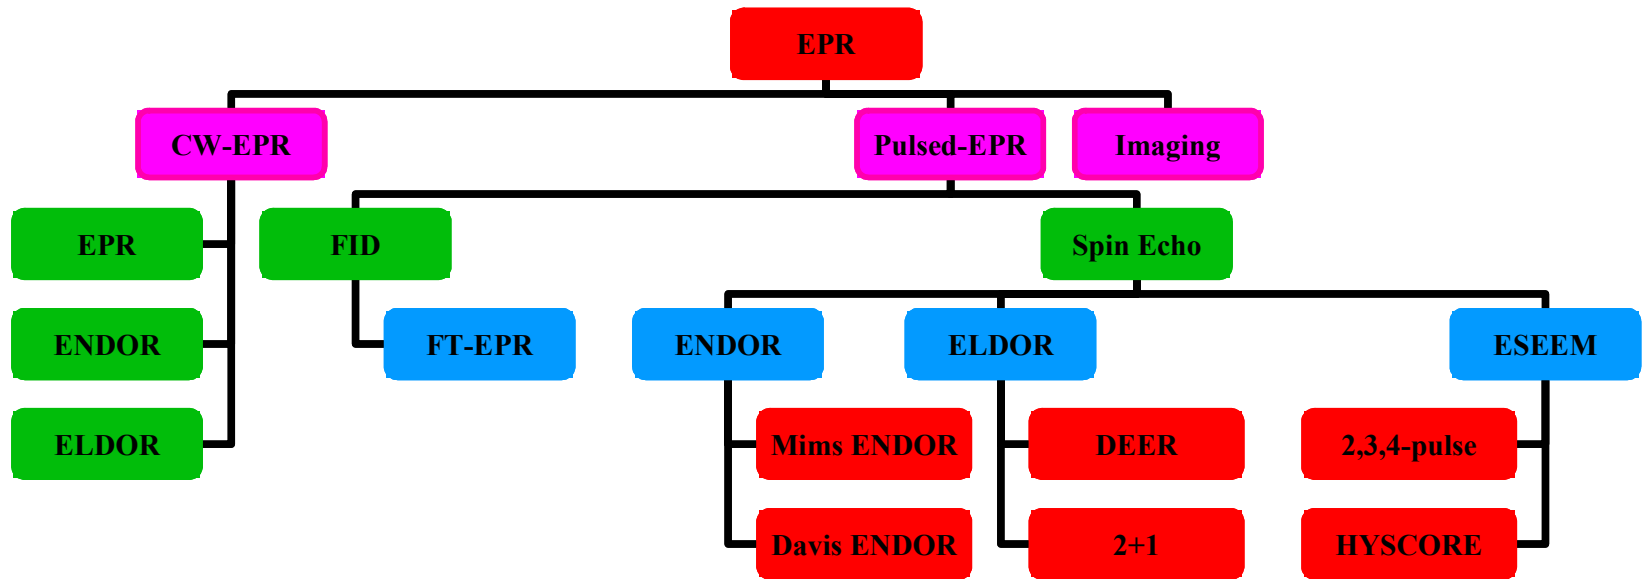 EPR
CW-EPR
Pulsed-EPR
Imaging
EPR
FID
Spin Echo
ENDOR
FT-EPR
ENDOR
ELDOR
ESEEM
ELDOR
Mims ENDOR
DEER
2,3,4-pulse
Davis ENDOR
2+1
HYSCORE